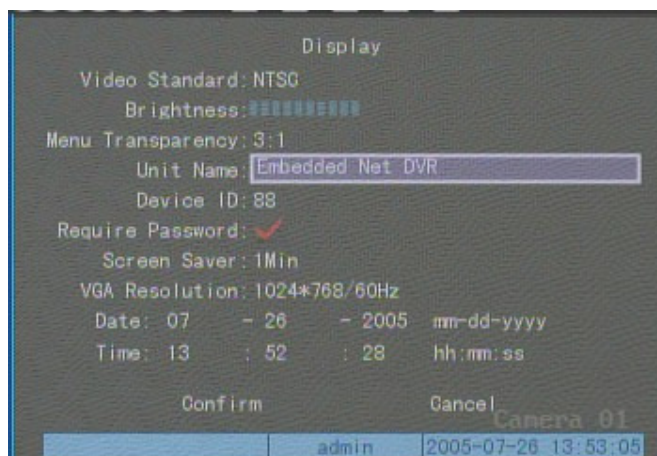 Display
Video Standard: NTSC
Brightness:
Menu Transparency: 3:1
Unit Name: Embedded Net DVR
Device ID: 88
Require Password:
Screen Saver: 1Min
VGA Resolution: 1024*768/60Hz
Date: 07 - 26 - 2005 mm-dd-yyyy
Time: 13 : 52 : 28 hh:mm:ss
Confirm Cancel
Camera 01
admin 2005-07-26 13:53:05